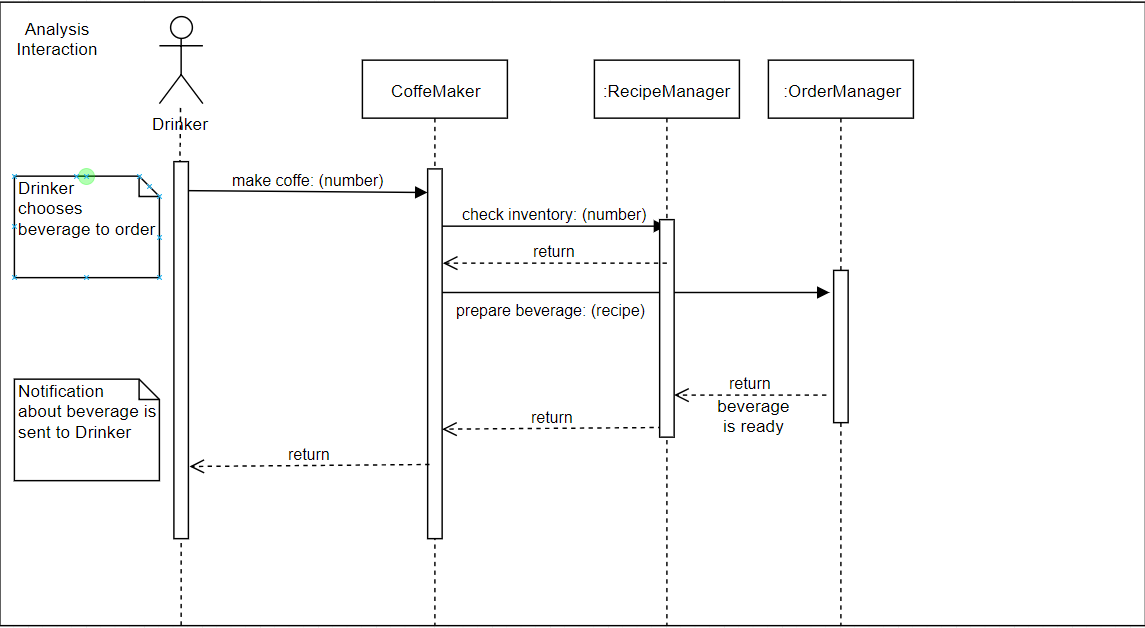 Analysis
Interaction
Drinker
CoffeMaker
:RecipeManager
:OrderManager
Drinker
chooses
beverage to order
make coffe: (number)
check inventory: (number)
return
prepare beverage: (recipe)
return
beverage
is ready
Notification
about beverage is
sent to Drinker
return
return